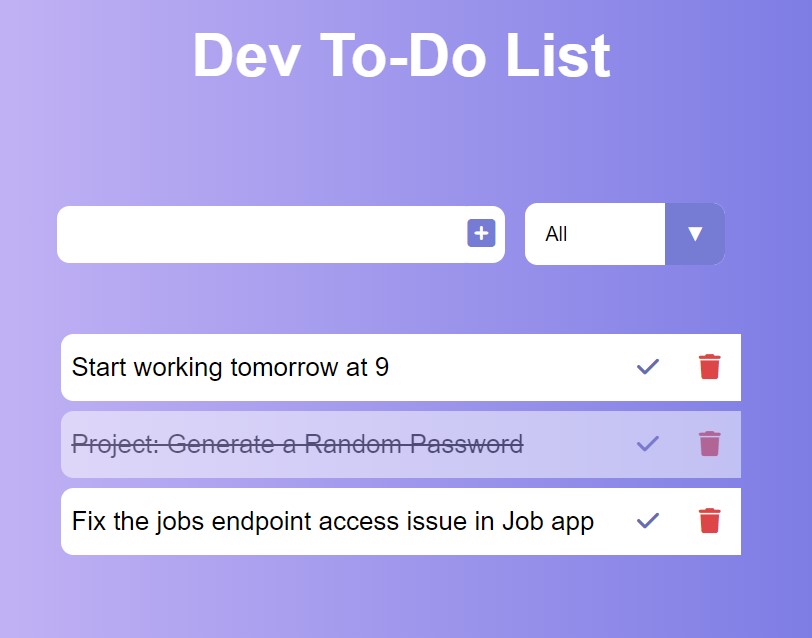 Dev To-Do List
All ▼
Start working tomorrow at 9
Project: Generate a Random Password
Fix the jobs endpoint access issue in Job app